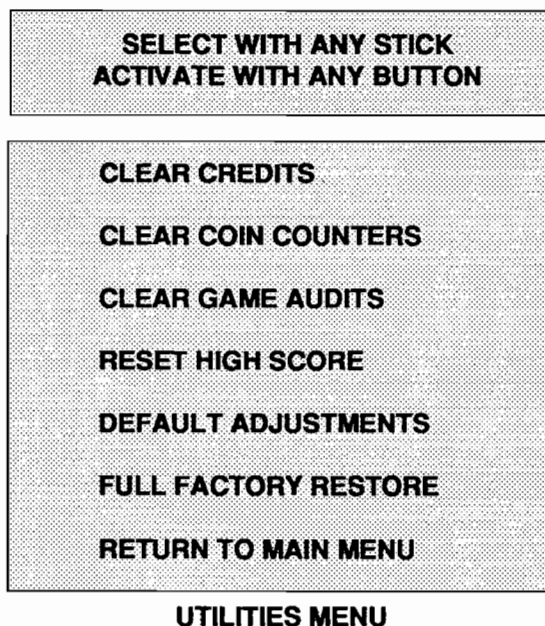 SELECT WITH ANY STICK
ACTIVATE WITH ANY BUTTON
CLEAR CREDITS
CLEAR COIN COUNTERS
CLEAR GAME AUDITS
RESET HIGH SCORE
DEFAULT ADJUSTMENTS
FULL FACTORY RESTORE
RETURN TO MAIN MENU
UTILITIES MENU